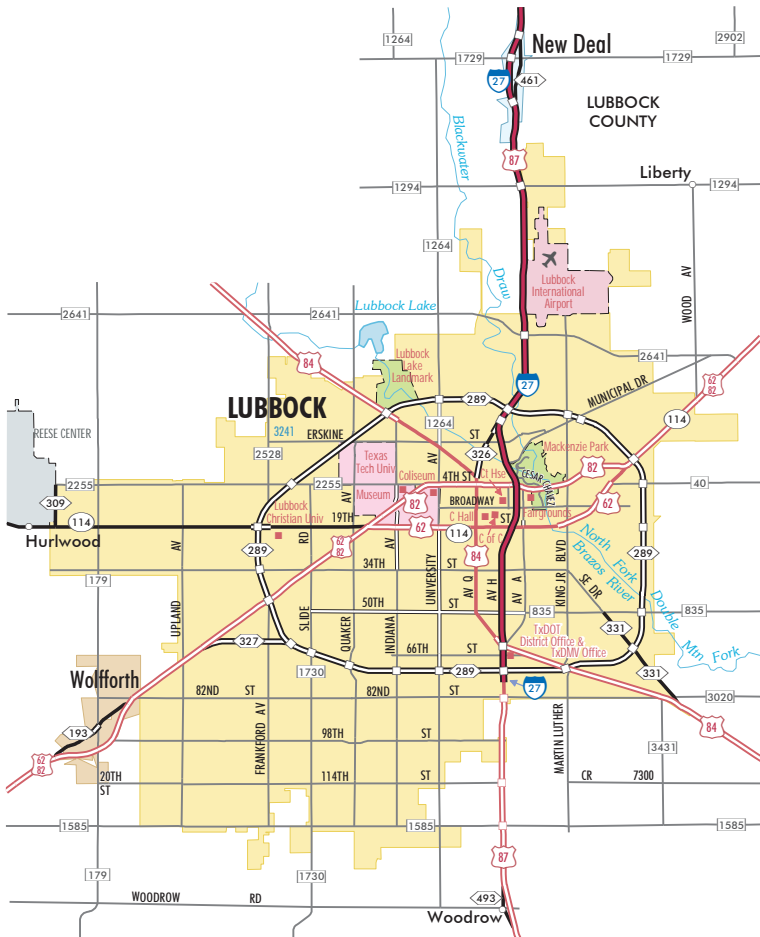 1264
2902
New Deal
1729
1729
27
461
LUBBOCK
COUNTY
Blackwater
87
Liberty
1294
1294
1264
WOOD AV
Draw
Lubbock
International
Airport
Lubbock Lake
2641
2641
84
Lubbock
Lake
Landmark
2641
27
62
82
MUNICIPAL DR
LUBBOCK
289
114
REESE CENTER
3241
ERSKINE ST
1264
2528
326
Mackenzie Park
Texas
Tech Univ
AV
Ct Hse
CESAR CHAVEZ
82
Coliseum
4TH ST
2255
2255
40
309
Museum
AV
82
BROADWAY
62
Lubbock
Christian Univ
19TH
C Hall
ST
Fairgrounds
114
62
114
Hurlwood
62
82
C of C
North Fork
289
AV
RD
AV
84
Brazos River
289
179
34TH ST
UNIVERSITY
AV Q
AV H
AV A
KING JR BLVD
SE DR
Double
UPLAND
SLIDE
50TH ST
835
835
QUAKER
INDIANA
331
Mtn Fork
327
66TH ST
TxDOT
District Office &
TxDMV Office
Wolfforth
1730
289
331
27
82ND ST
82ND ST
3020
193
FRANKFORD AV
MARTIN LUTHER
84
98TH ST
3431
62
82
20TH
ST
114TH ST
CR 7300
1585
1585
1585
87
179
1730
WOODROW RD
493
Woodrow